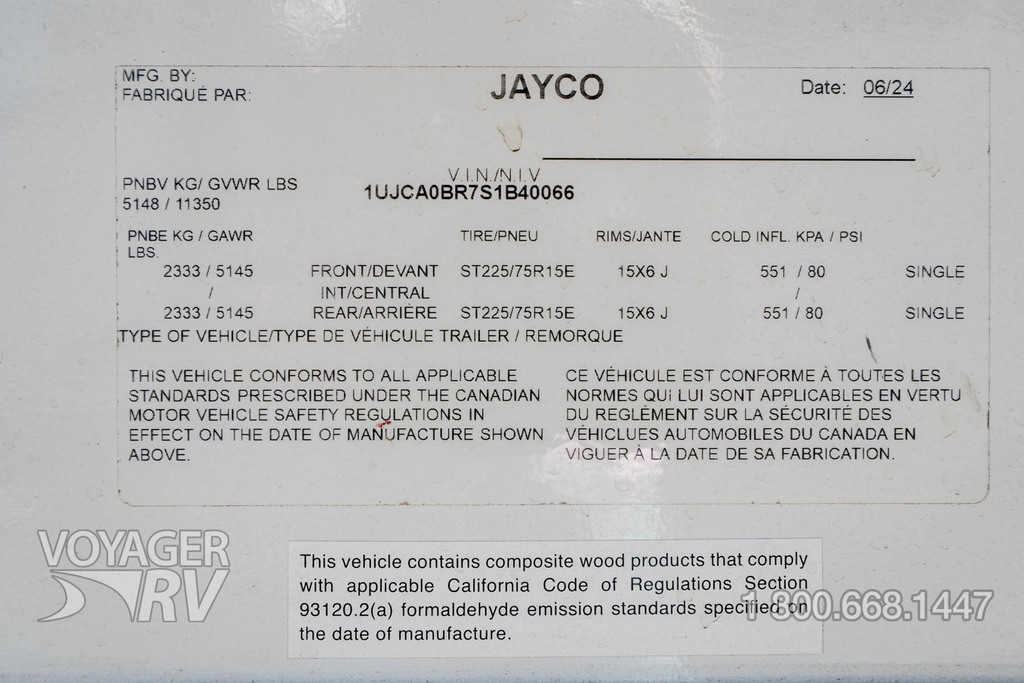 MFG. BY:
FABRIQUÉ PAR:
JAYCO
Date: 06/24
V.I.N./N.I.V
PNBV KG/ GVWR LBS
1UJCA0BR7S1B40066
5148 / 11350
PNBE KG / GAWR TIRE/PNEU RIMS/JANTE COLD INFL. KPA / PSI
LBS.
2333 / 5145 FRONT/DEVANT ST225/75R15E 15X6 J 551 / 80 SINGLE
/ INT/CENTRAL /
2333 / 5145 REAR/ARRIÈRE ST225/75R15E 15X6 J 551 / 80 SINGLE
TYPE OF VEHICLE/TYPE DE VÉHICULE TRAILER / REMORQUE
THIS VEHICLE CONFORMS TO ALL APPLICABLE
STANDARDS PRESCRIBED UNDER THE CANADIAN
MOTOR VEHICLE SAFETY REGULATIONS IN
EFFECT ON THE DATE OF MANUFACTURE SHOWN
ABOVE.
CE VÉHICULE EST CONFORME À TOUTES LES
NORMES QUI LUI SONT APPLICABLES EN VERTU
DU REGLÈMENT SUR LA SÉCURITÉ DES
VÉHICLUES AUTOMOBILES DU CANADA EN
VIGUER À LA DATE DE SA FABRICATION.
VOYAGER
RV
This vehicle contains composite wood products that comply
with applicable California Code of Regulations Section
93120.2(a) formaldehyde emission standards specified on
the date of manufacture.
1·800.668.1447